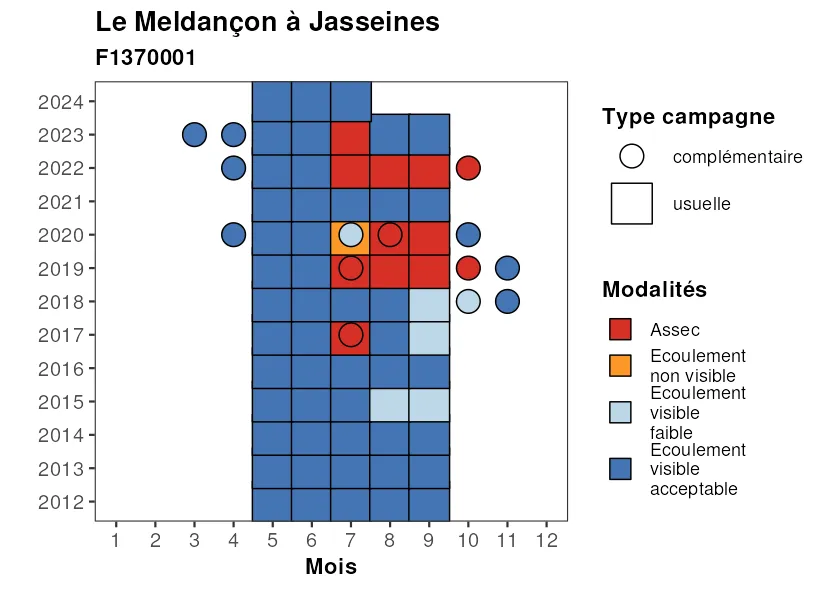 Le Meldançon à Jasseines
F1370001
2024
2023
2022
2021
2020
2019
2018
2017
2016
2015
2014
2013
2012
1 2 3 4 5 6 7 8 9 10 11 12
Mois
Type campagne
complémentaire
usuelle
Modalités
Assec
Ecoulement
non visible
Ecoulement
visible
faible
Ecoulement
visible
acceptable